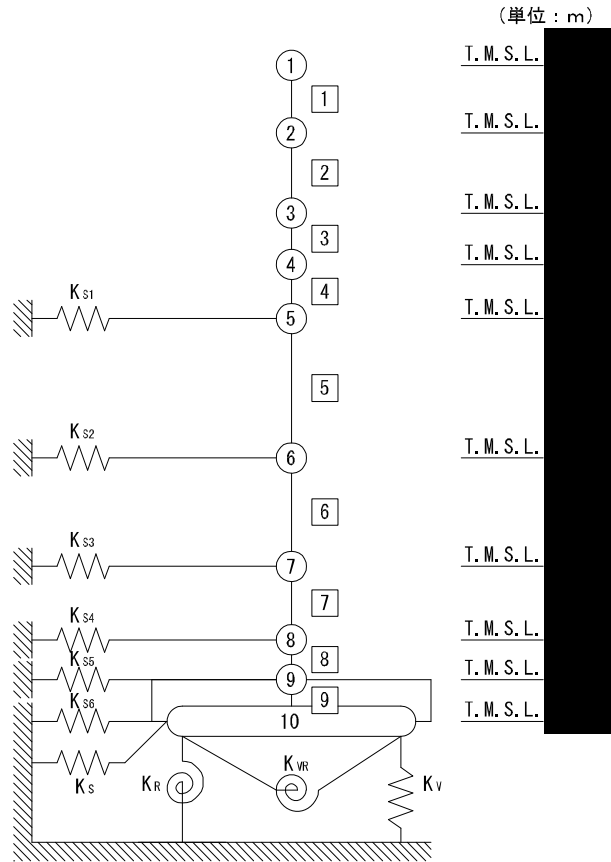 (単位：m)
1 T.M.S.L.
1
2 T.M.S.L.
2
3 T.M.S.L.
3
4 T.M.S.L.
KS1 4
5 T.M.S.L.
5
KS2
6 T.M.S.L.
6
KS3
7 T.M.S.L.
7
KS4
8 T.M.S.L.
KS5 8
9 T.M.S.L.
9
KS6 10 T.M.S.L.
KS KR KVR KV